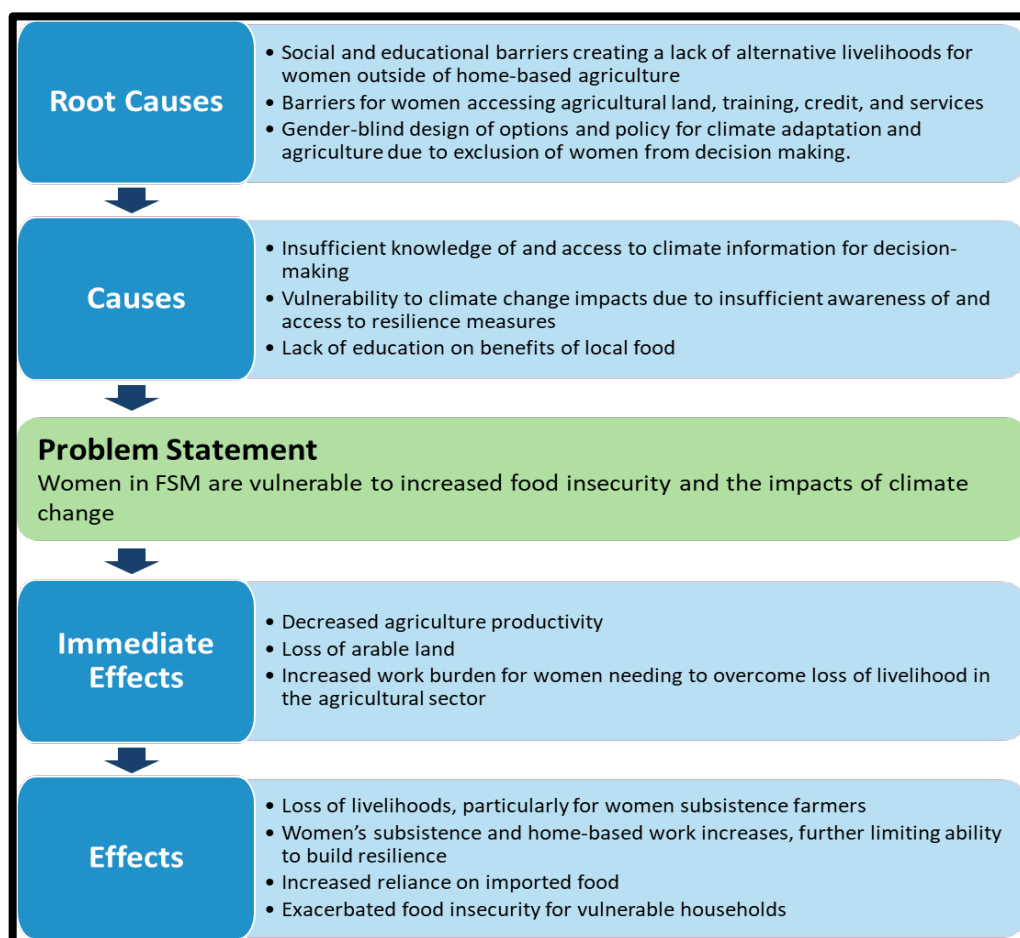 Root Causes
• Social and educational barriers creating a lack of alternative livelihoods for
women outside of home-based agriculture
• Barriers for women accessing agricultural land, training, credit, and services
• Gender-blind design of options and policy for climate adaptation and
agriculture due to exclusion of women from decision making.
Causes
• Insufficient knowledge of and access to climate information for decision-
making
• Vulnerability to climate change impacts due to insufficient awareness of and
access to resilience measures
• Lack of education on benefits of local food
Problem Statement
Women in FSM are vulnerable to increased food insecurity and the impacts of climate
change
Immediate
Effects
• Decreased agriculture productivity
• Loss of arable land
• Increased work burden for women needing to overcome loss of livelihood in
the agricultural sector
Effects
• Loss of livelihoods, particularly for women subsistence farmers
• Women’s subsistence and home-based work increases, further limiting ability
to build resilience
• Increased reliance on imported food
• Exacerbated food insecurity for vulnerable households